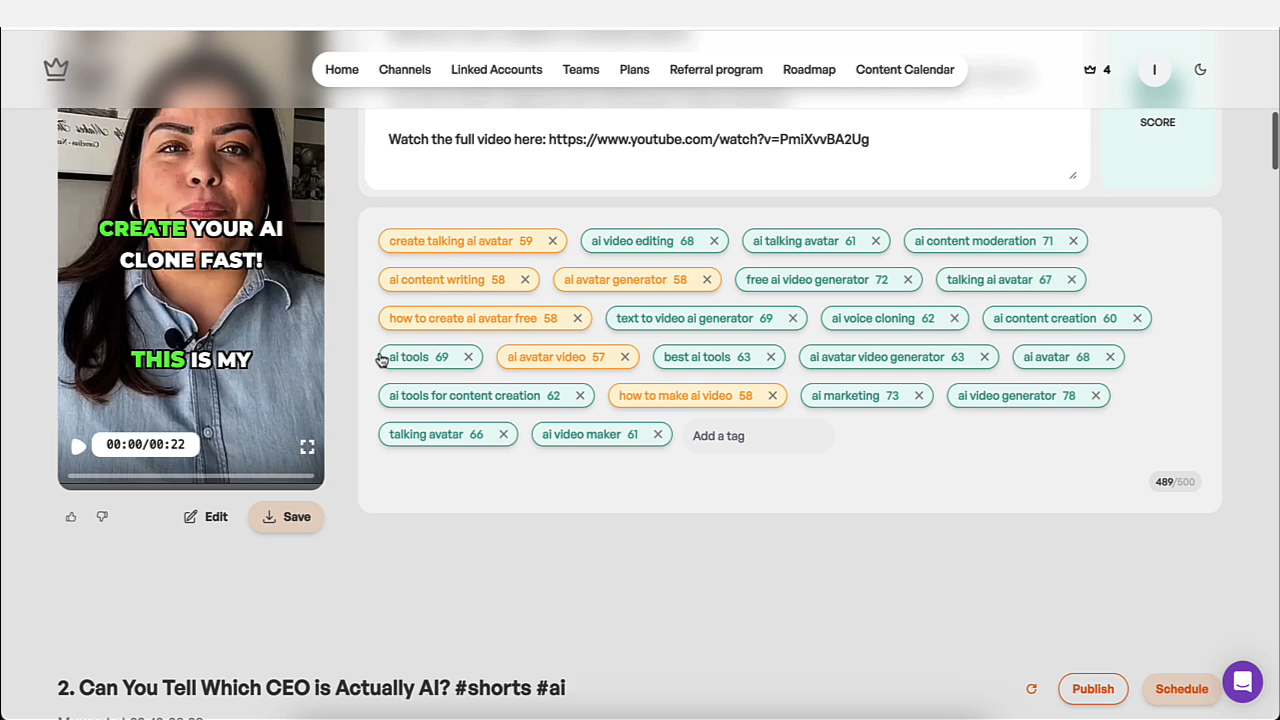 Home Channels Linked Accounts Teams Plans Referral program Roadmap Content Calendar 4 I
SCORE
Watch the full video here: https://www.youtube.com/watch?v=PmiXvvBA2Ug
CREATE YOUR AI
CLONE FAST!
THIS IS MY
00:00/00:22
Edit Save
create talking ai avatar 59 ai video editing 68 ai talking avatar 61 ai content moderation 71
ai content writing 58 ai avatar generator 58 free ai video generator 72 talking ai avatar 67
how to create ai avatar free 58 text to video ai generator 69 ai voice cloning 62 ai content creation 60
ai tools 69 ai avatar video 57 best ai tools 63 ai avatar video generator 63 ai avatar 68
ai tools for content creation 62 how to make ai video 58 ai marketing 73 ai video generator 78
talking avatar 66 ai video maker 61 Add a tag
489/500
2. Can You Tell Which CEO is Actually AI? #shorts #ai
Publish Schedule